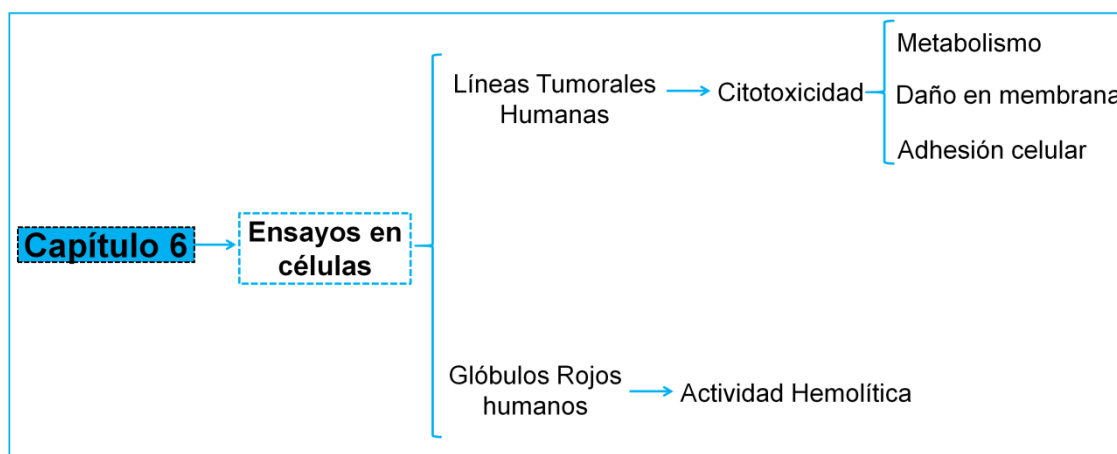 Capítulo 6
Ensayos en
células
Líneas Tumorales
Humanas
Citotoxicidad
Metabolismo
Daño en membrana
Adhesión celular
Glóbulos Rojos
humanos
Actividad Hemolítica